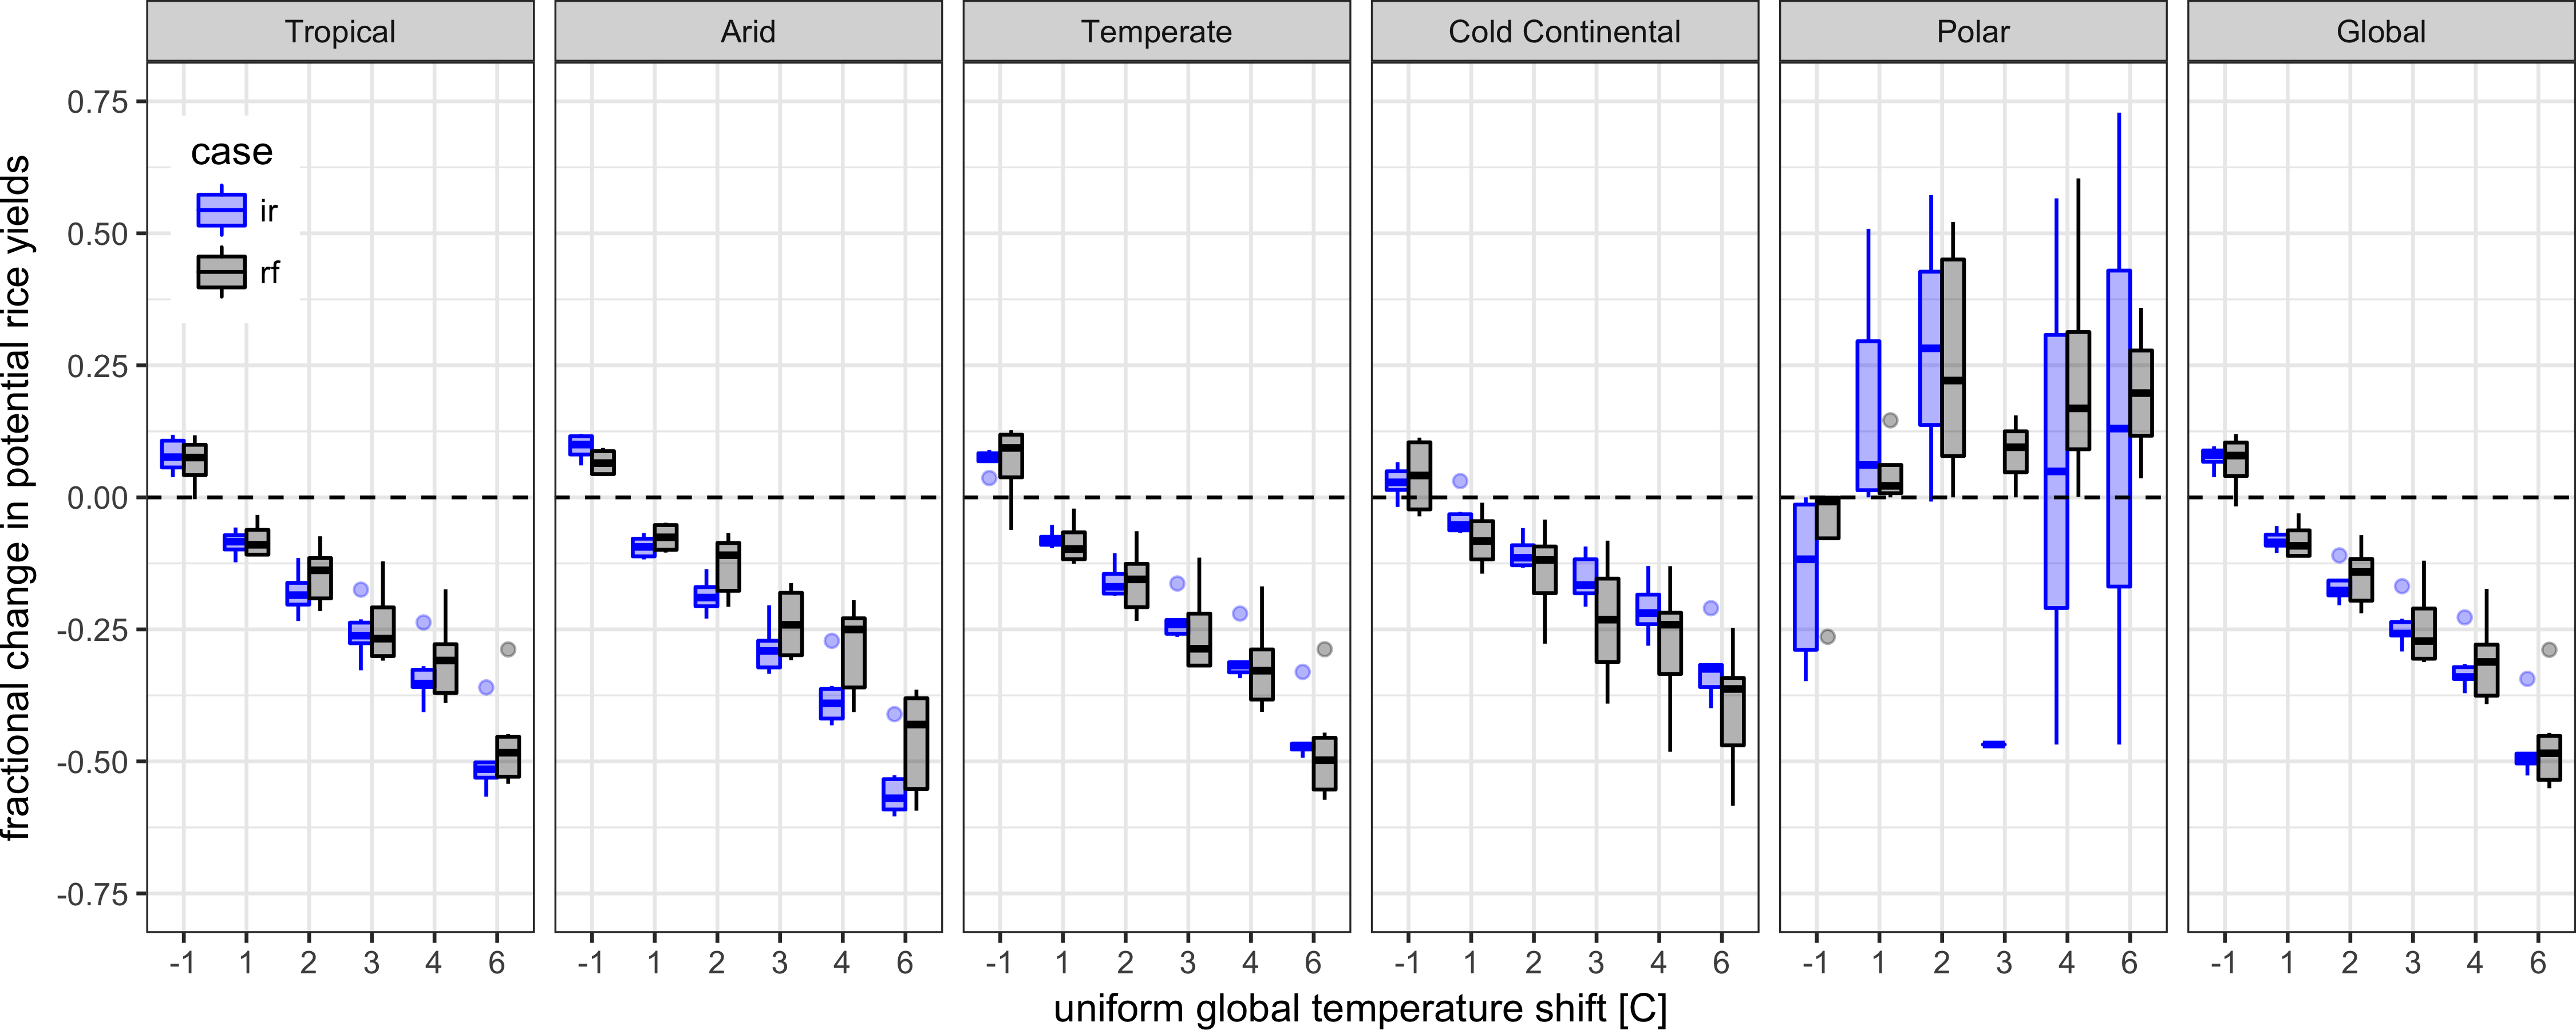 Tropical Arid Temperate Cold Continental Polar Global
fractional change in potential rice yields
0.75
0.50
0.25
0.00
-0.25
-0.50
-0.75
case
ir
rf
-1 1 2 3 4 6 -1 1 2 3 4 6 -1 1 2 3 4 6 -1 1 2 3 4 6 -1 1 2 3 4 6 -1 1 2 3 4 6
uniform global temperature shift [C]